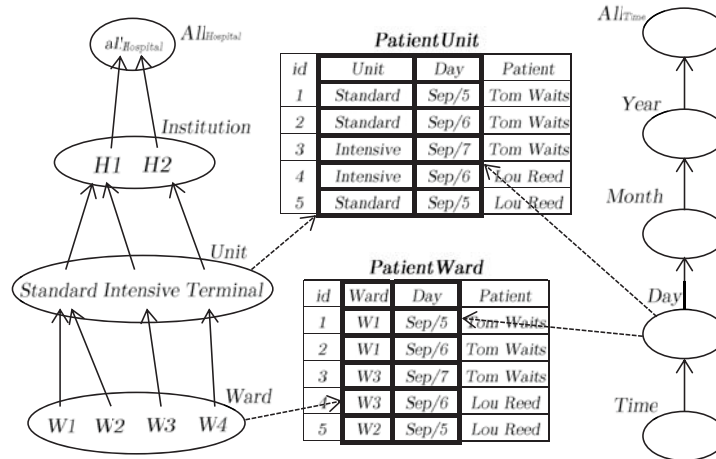 All_Hospital
all_Hospital
Institution
H1 H2
Unit
Standard Intensive Terminal
Ward
W1 W2 W3 W4
PatientUnit
id Unit Day Patient
1 Standard Sep/5 Tom Waits
2 Standard Sep/6 Tom Waits
3 Intensive Sep/7 Tom Waits
4 Intensive Sep/6 Lou Reed
5 Standard Sep/5 Lou Reed
PatientWard
id Ward Day Patient
1 W1 Sep/5 Tom Waits
2 W1 Sep/6 Tom Waits
3 W3 Sep/7 Tom Waits
4 W3 Sep/6 Lou Reed
5 W2 Sep/5 Lou Reed
All_Time
Year
Month
Day
Time